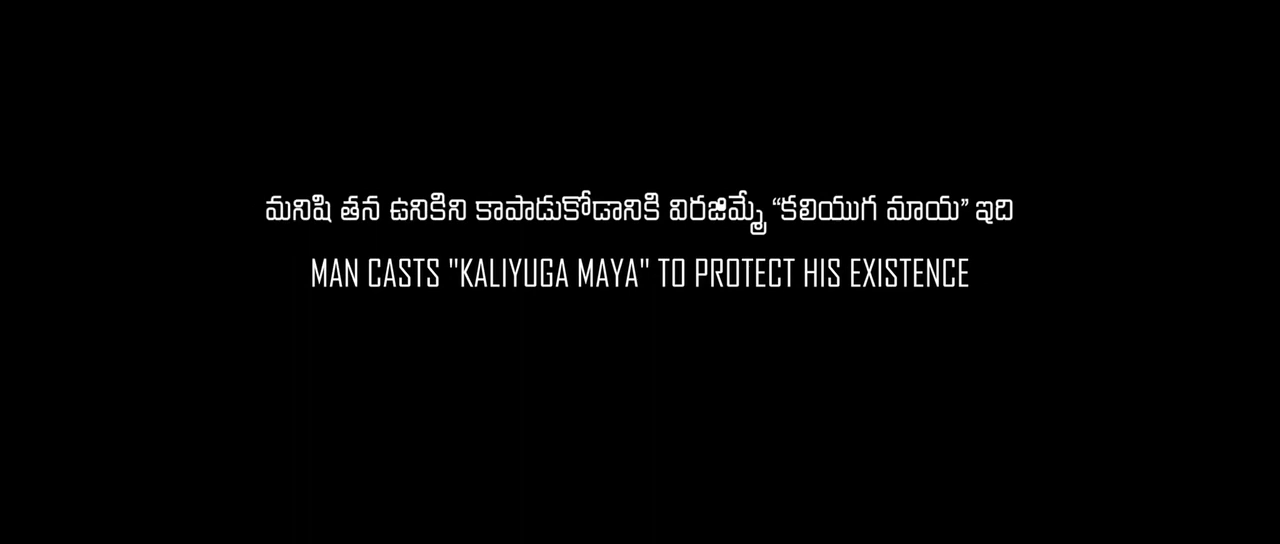 మనిషి తన ఉనికిని కాపాడుకోడానికి విరజిమ్మే “కలియుగ మాయ” ఇది
MAN CASTS "KALIYUGA MAYA" TO PROTECT HIS EXISTENCE